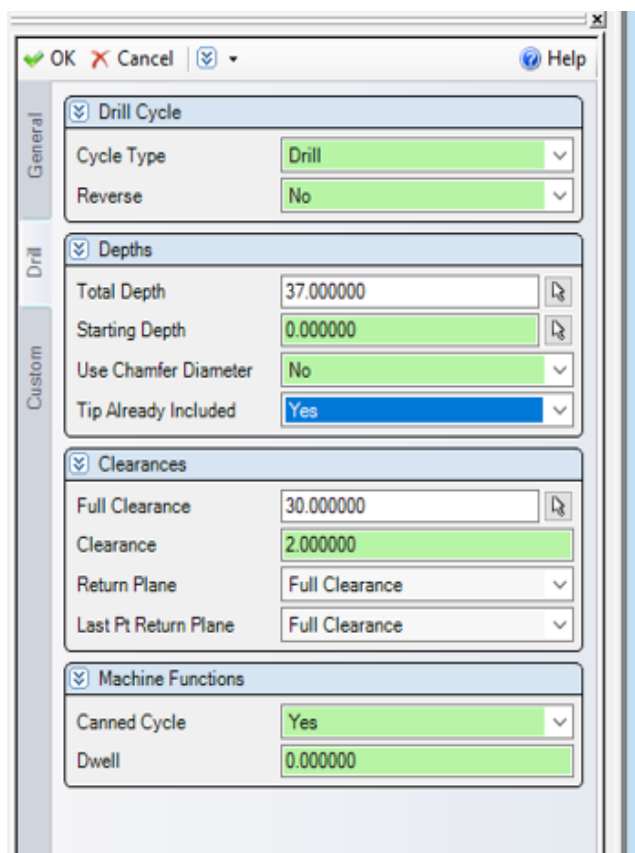 OK Cancel Help
General
Drill
Custom
Drill Cycle
Cycle Type Drill
Reverse No
Depths
Total Depth 37.000000
Starting Depth 0.000000
Use Chamfer Diameter No
Tip Already Included Yes
Clearances
Full Clearance 30.000000
Clearance 2.000000
Return Plane Full Clearance
Last Pt Return Plane Full Clearance
Machine Functions
Canned Cycle Yes
Dwell 0.000000